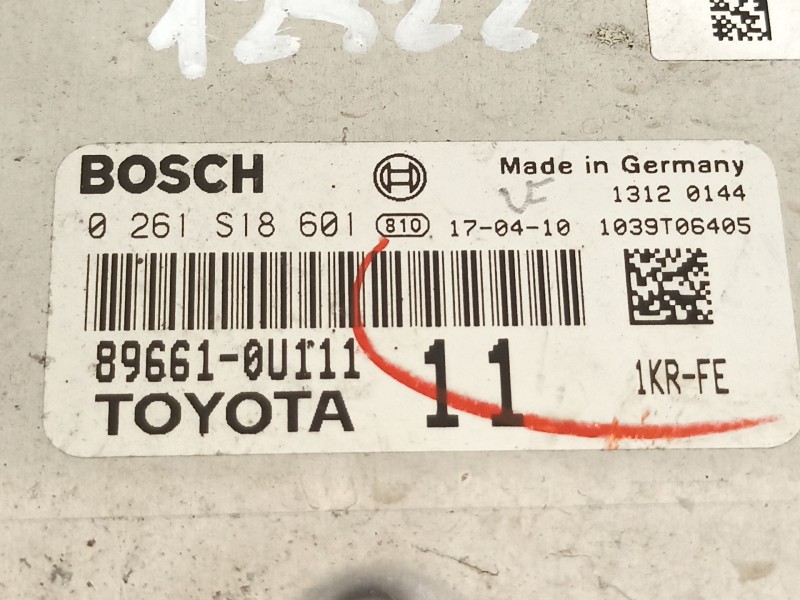 12522
BOSCH
Made in Germany
1312 0144
0 261 S18 601 810 17-04-10 1039T06405
89661-0U111 11 1KR-FE
TOYOTA